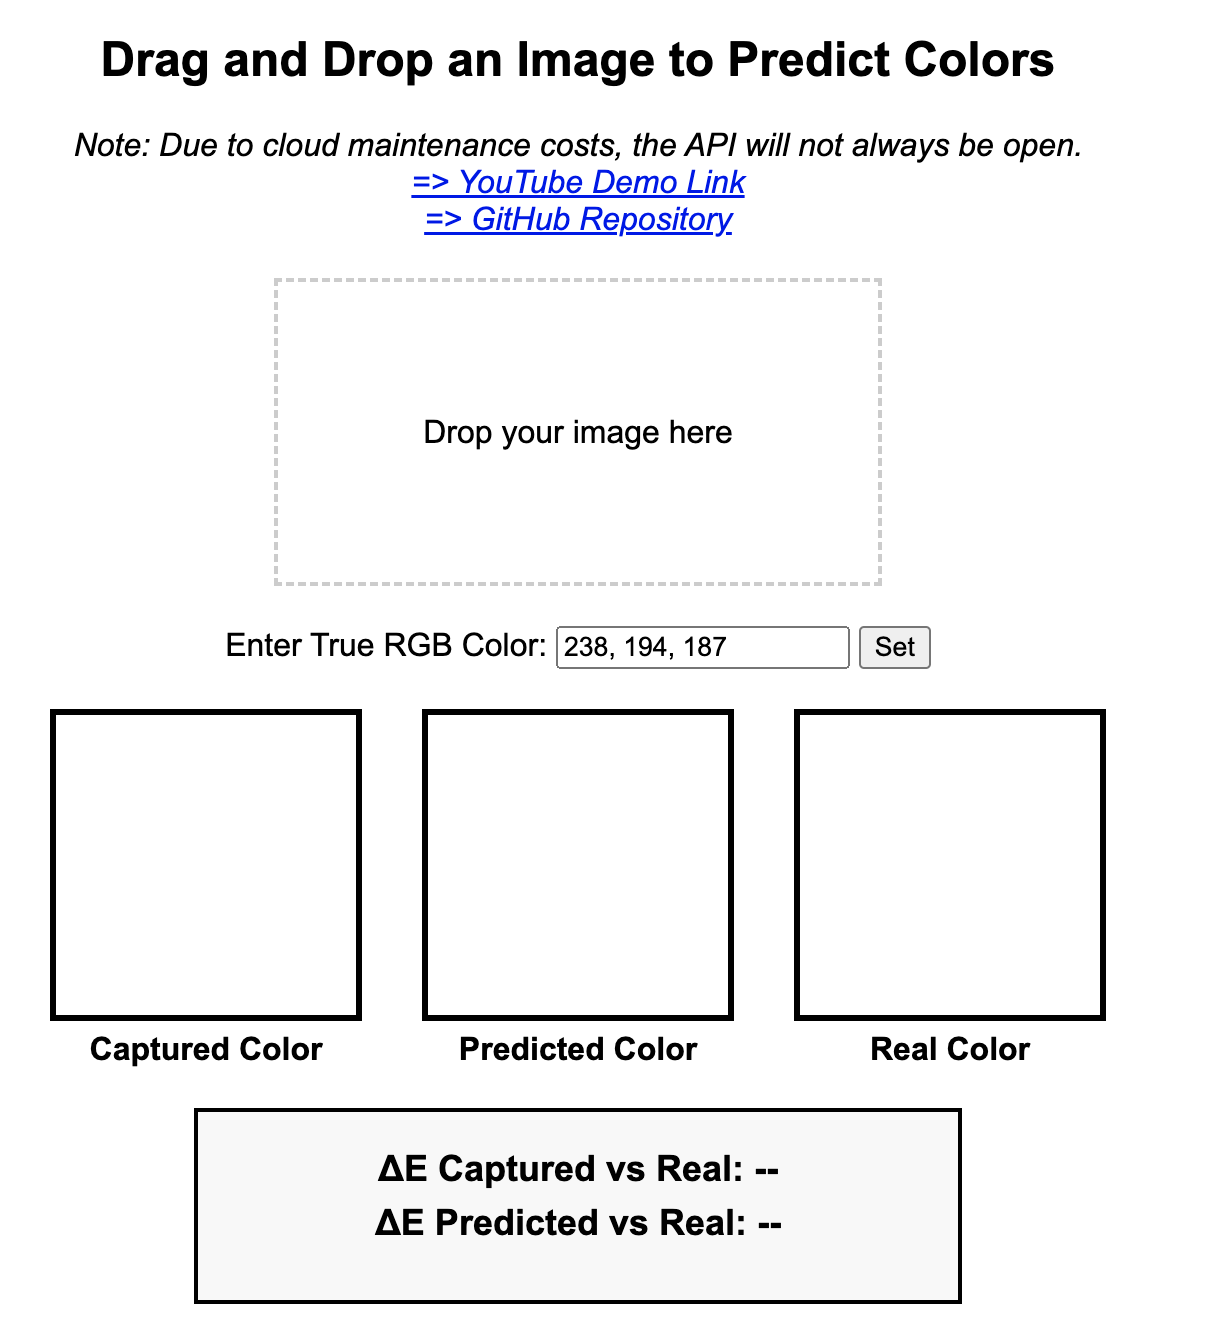 Drag and Drop an Image to Predict Colors
Note: Due to cloud maintenance costs, the API will not always be open.
=> YouTube Demo Link
=> GitHub Repository
Drop your image here
Enter True RGB Color: 238, 194, 187 Set
Captured Color Predicted Color Real Color
ΔE Captured vs Real: --
ΔE Predicted vs Real: --